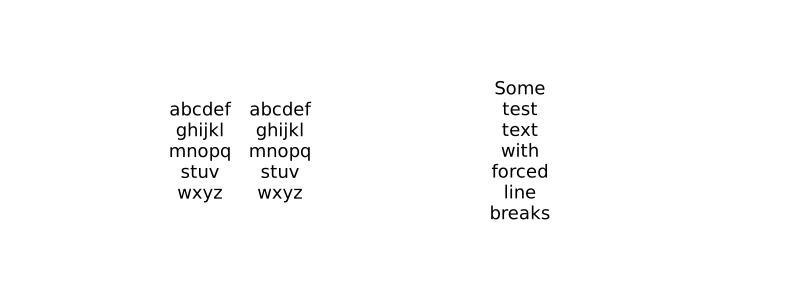 abcdef
ghijkl
mnopq
stuv
wxyz
abcdef
ghijkl
mnopq
stuv
wxyz
Some
test
text
with
forced
line
breaks